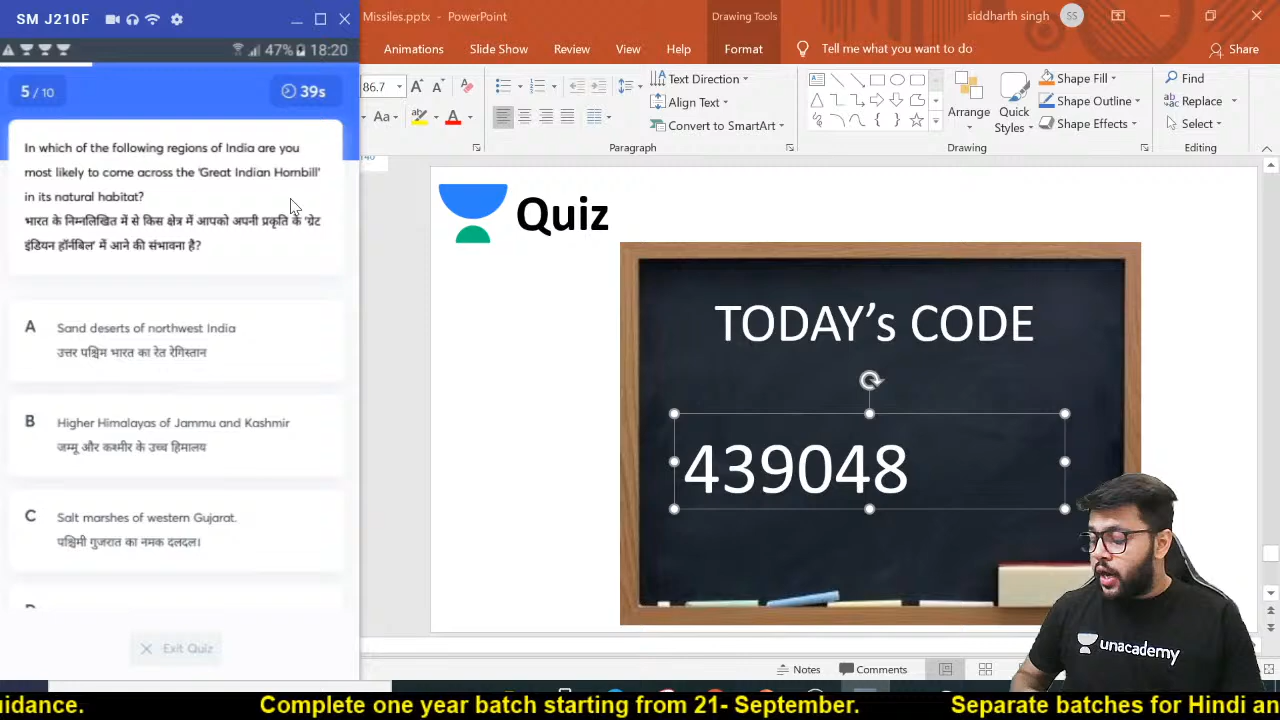 SM J210F
Missiles.pptx - PowerPoint
Drawing Tools
siddharth singh
SS
Animations
Slide Show
Review
View
Help
Format
Tell me what you want to do
Share
47% 18:20
86.7
Text Direction
Align Text
Convert to SmartArt
Arrange
Quick
Styles
Shape Fill
Shape Outline
Shape Effects
Find
Replace
Select
Aa
A
Paragraph
Drawing
Editing
5 / 10
39s
In which of the following regions of India are you
most likely to come across the 'Great Indian Hornbill'
in its natural habitat?
भारत के निम्नलिखित में से किस क्षेत्र में आपको अपनी प्रकृति के 'ग्रेट
इंडियन हॉर्नबिल' में आने की संभावना है?
A Sand deserts of northwest India
उत्तर पश्चिम भारत का रेत रेगिस्तान
B Higher Himalayas of Jammu and Kashmir
जम्मू और कश्मीर के उच्च हिमालय
C Salt marshes of western Gujarat.
पश्चिमी गुजरात का नमक दलदल।
Exit Quiz
Quiz
TODAY's CODE
439048
unacademy
Notes
Comments
uidance.
Complete one year batch starting from 21- September.
Separate batches for Hindi an